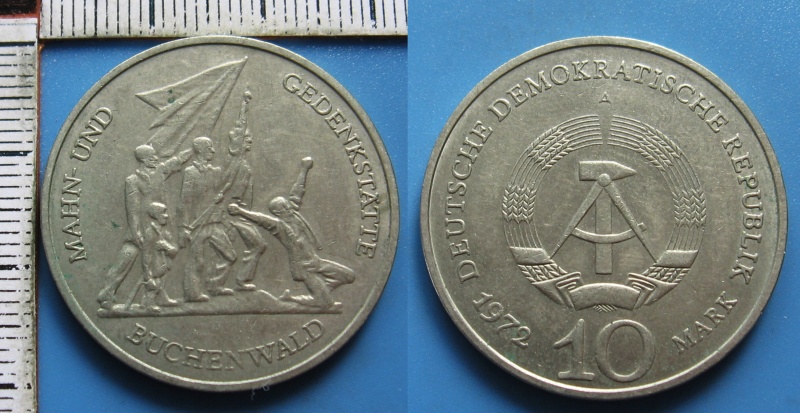 MAHN- UND GEDENKSTÄTTE
BUCHENWALD
DEUTSCHE DEMOKRATISCHE REPUBLIK
A
1972
10
MARK